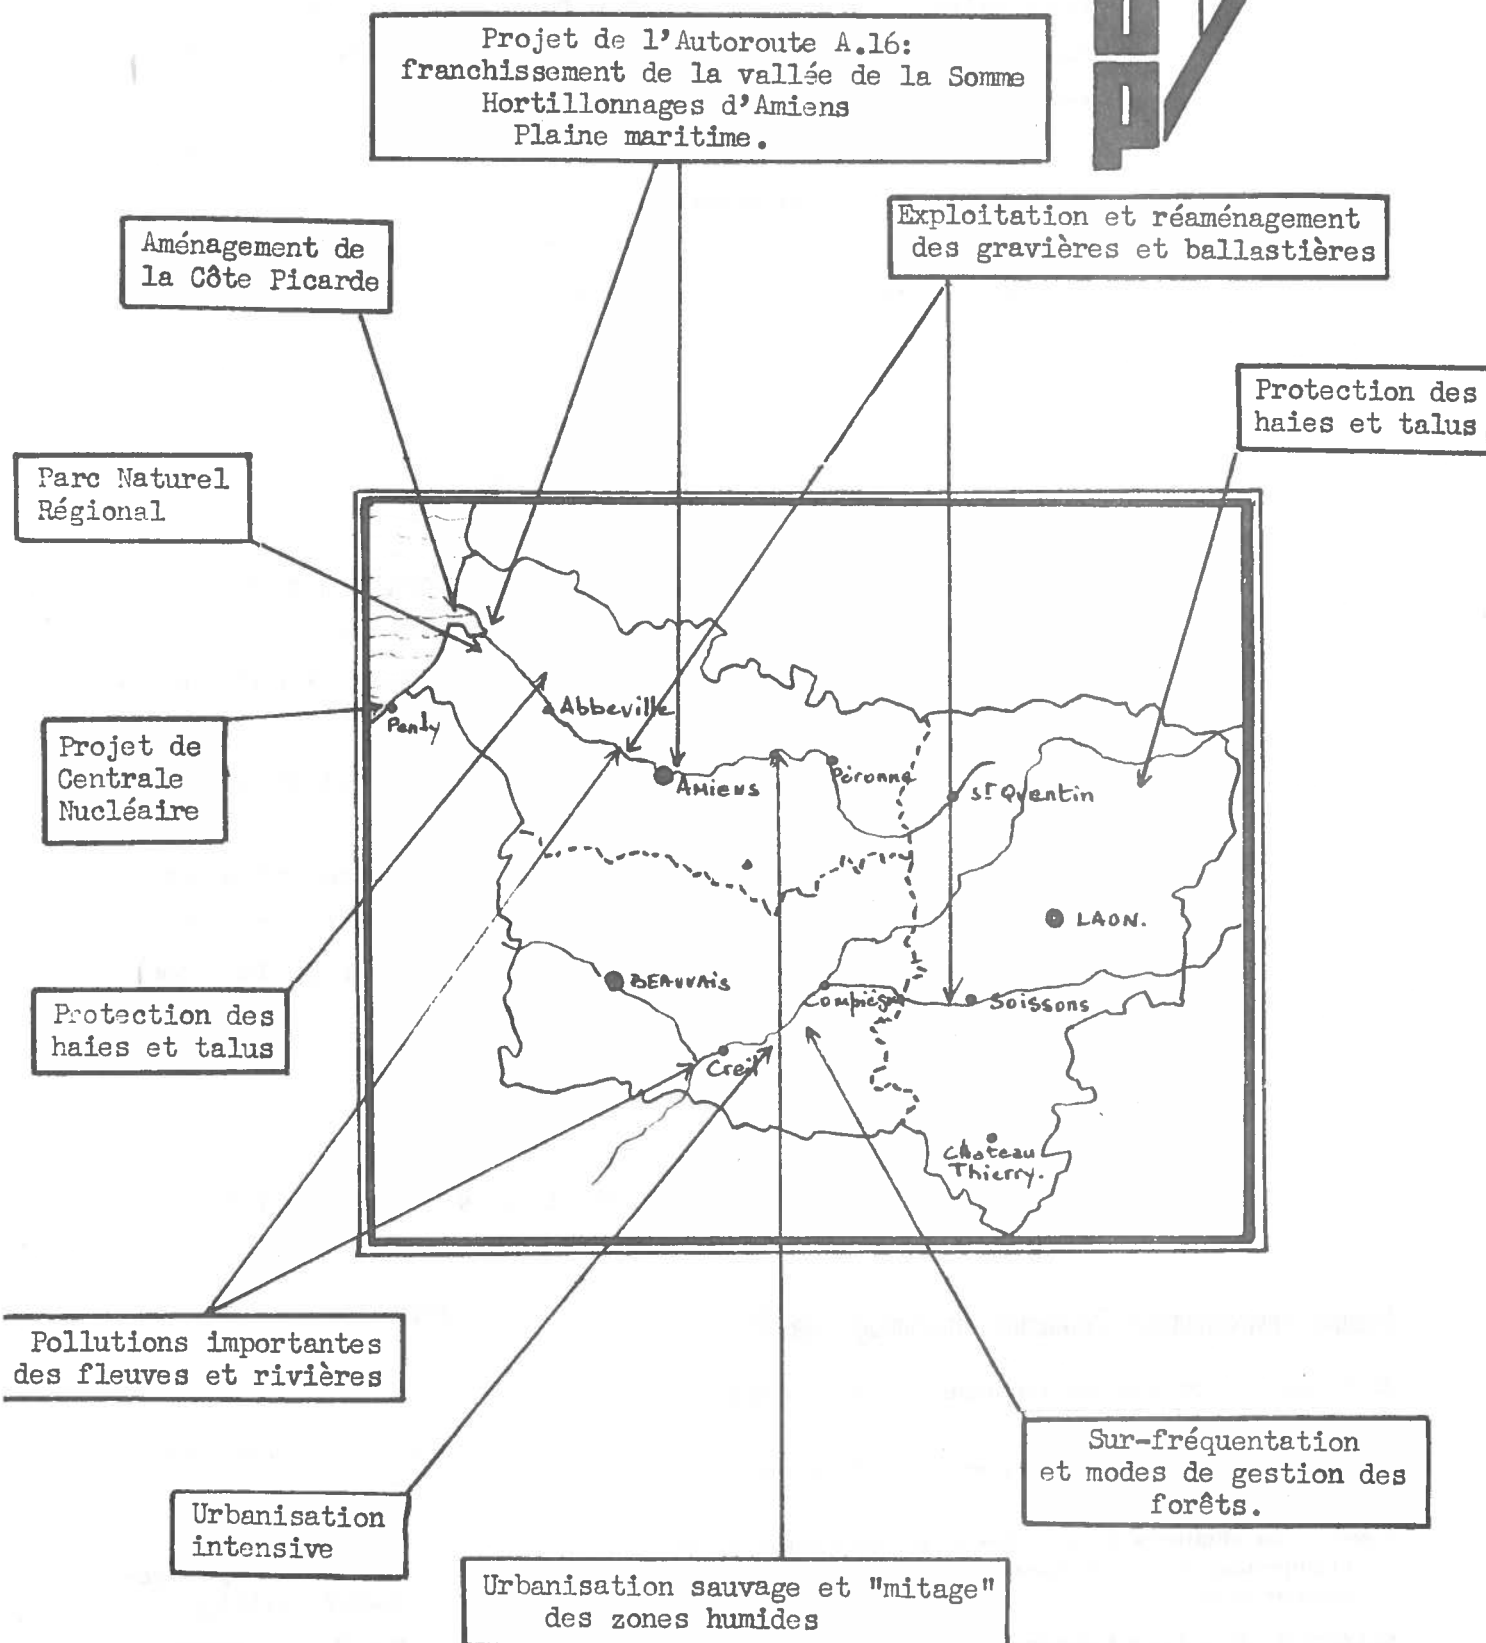 Projet de l'Autoroute A.16:
franchissement de la vallée de la Somme
Hortillonnages d'Amiens
Plaine maritime.
Aménagement de
la Côte Picarde
Exploitation et réaménagement
des gravières et ballastières
Protection des
haies et talus
Parc Naturel
Régional
Projet de
Centrale
Nucléaire
Penly
Abbeville
AMIENS
Péronne
St Quentin
LAON.
BEAUVAIS
Compiègne
Soissons
Creil
Chateau
Thierry.
Protection des
haies et talus
Pollutions importantes
des fleuves et rivières
Urbanisation
intensive
Sur-fréquentation
et modes de gestion des
forêts.
Urbanisation sauvage et "mitage"
des zones humides